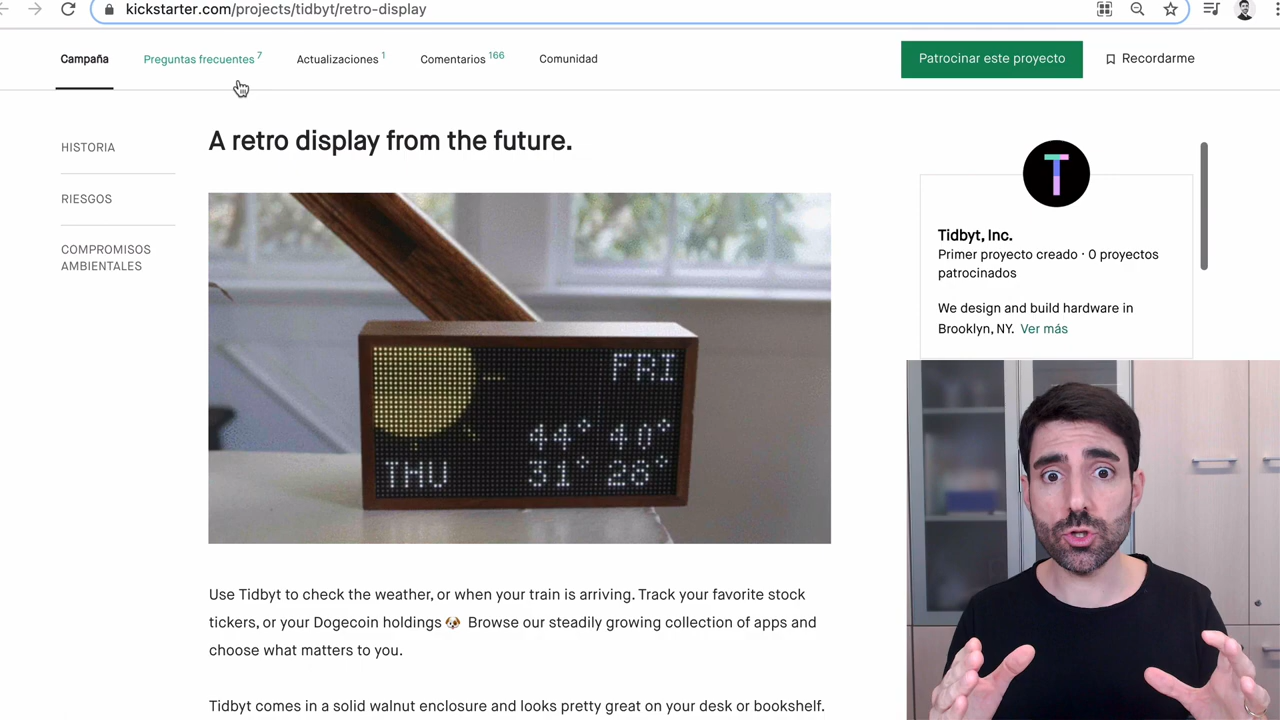 kickstarter.com/projects/tidbyt/retro-display
Campaña
Preguntas frecuentes 7
Actualizaciones 1
Comentarios 166
Comunidad
Patrocinar este proyecto
Recordarme
HISTORIA
RIESGOS
COMPROMISOS
AMBIENTALES
A retro display from the future.
FRI
44° 40°
THU
31° 28°
Use Tidbyt to check the weather, or when your train is arriving. Track your favorite stock
tickers, or your Dogecoin holdings 🐶 Browse our steadily growing collection of apps and
choose what matters to you.
Tidbyt comes in a solid walnut enclosure and looks pretty great on your desk or bookshelf.
T
Tidbyt, Inc.
Primer proyecto creado · 0 proyectos
patrocinados
We design and build hardware in
Brooklyn, NY. Ver más